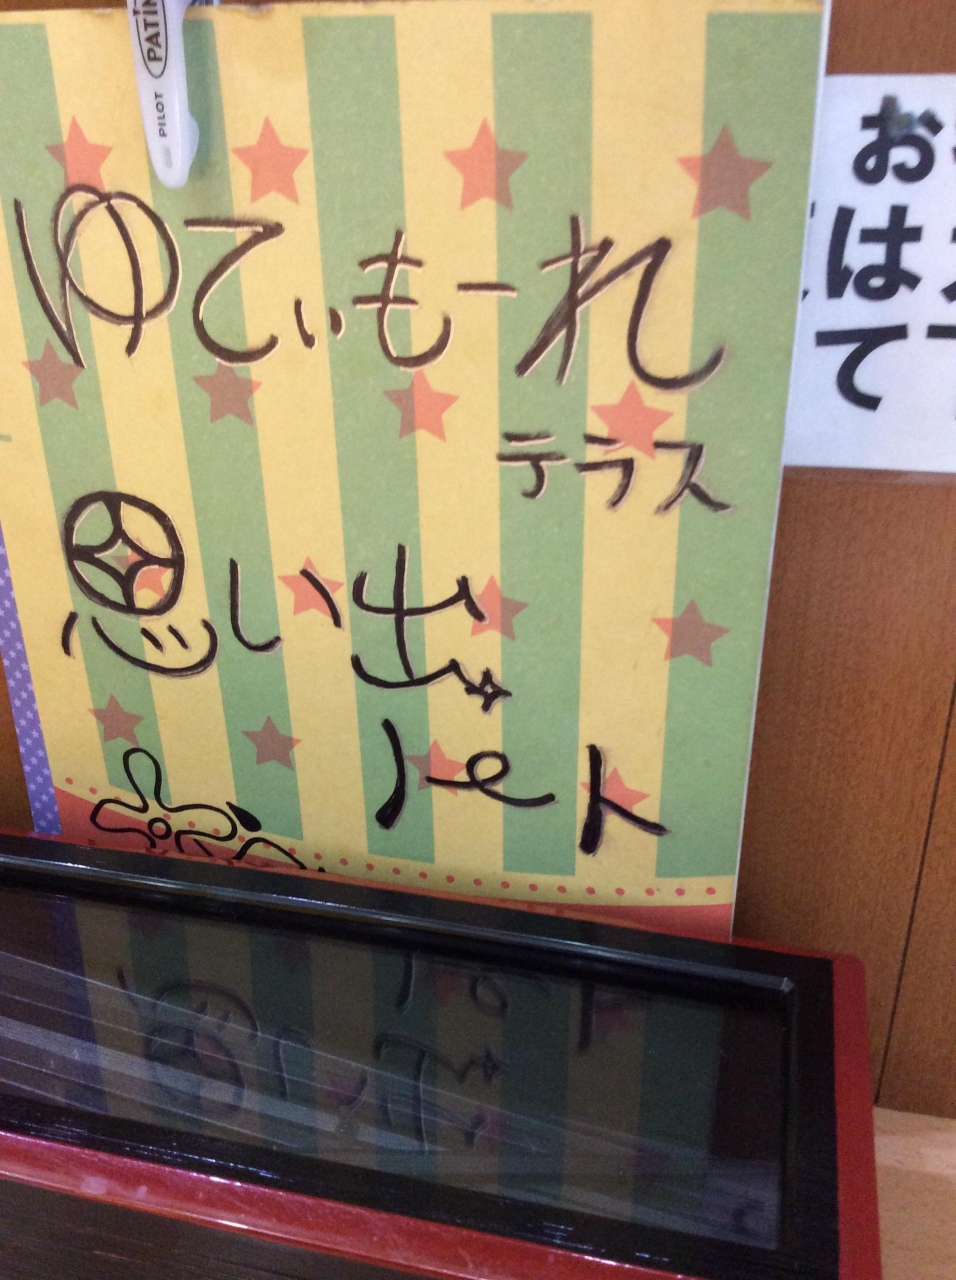 PILOT
PATIN
ゆてぃもーれ
テラス
思い出
ノート
お
は
て